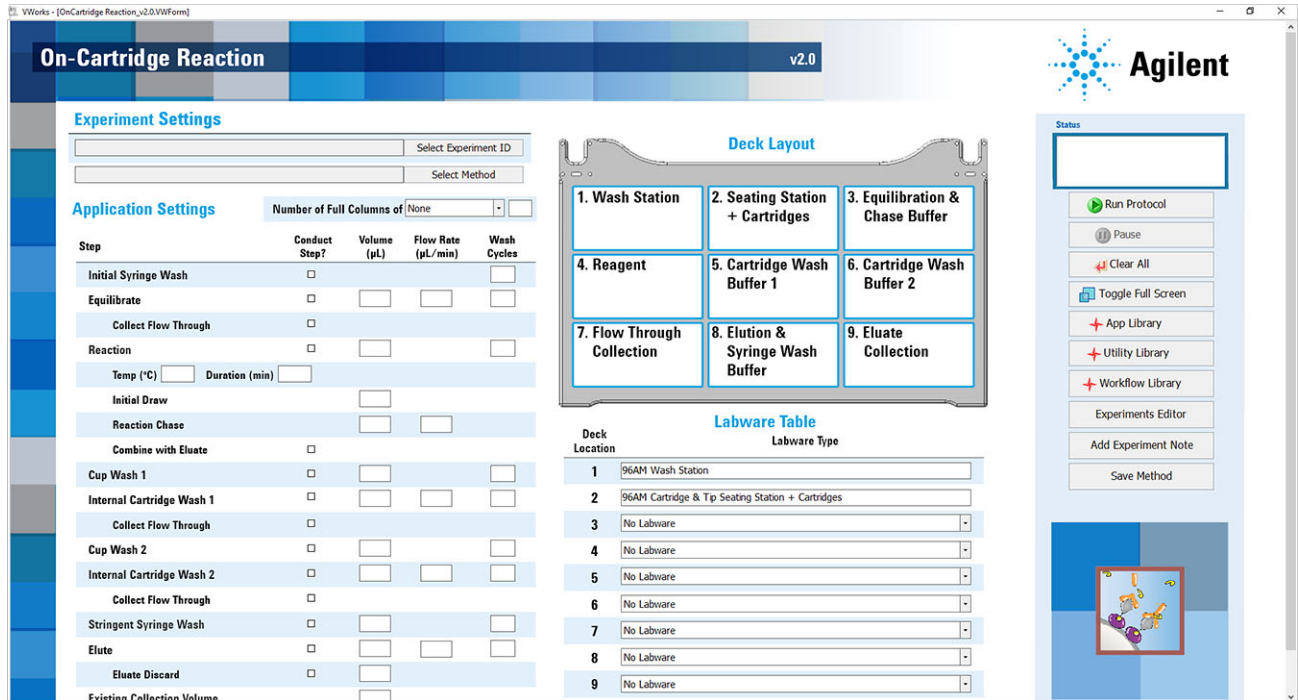 VWorks - [OnCartridge Reaction_v2.0.VWForm]
On-Cartridge Reaction
v2.0
Agilent
Experiment Settings
Select Experiment ID
Select Method
Application Settings
Number of Full Columns of None
Step
Conduct Step?
Volume (µL)
Flow Rate (µL/min)
Wash Cycles
Initial Syringe Wash
Equilibrate
Collect Flow Through
Reaction
Temp (°C) Duration (min)
Initial Draw
Reaction Chase
Combine with Eluate
Cup Wash 1
Internal Cartridge Wash 1
Collect Flow Through
Cup Wash 2
Internal Cartridge Wash 2
Collect Flow Through
Stringent Syringe Wash
Elute
Eluate Discard
Existing Collection Volume
Deck Layout
1. Wash Station
2. Seating Station
+ Cartridges
3. Equilibration &
Chase Buffer
4. Reagent
5. Cartridge Wash
Buffer 1
6. Cartridge Wash
Buffer 2
7. Flow Through
Collection
8. Elution &
Syringe Wash
Buffer
9. Eluate
Collection
Labware Table
Deck
Location
Labware Type
1 96AM Wash Station
2 96AM Cartridge & Tip Seating Station + Cartridges
3 No Labware
4 No Labware
5 No Labware
6 No Labware
7 No Labware
8 No Labware
9 No Labware
Status
Run Protocol
Pause
Clear All
Toggle Full Screen
App Library
Utility Library
Workflow Library
Experiments Editor
Add Experiment Note
Save Method